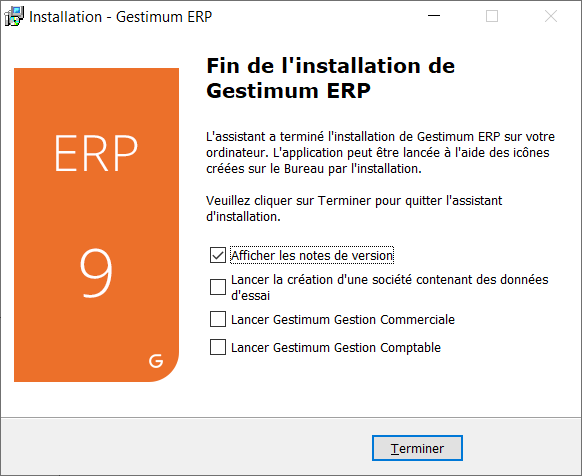 Installation - Gestimum ERP
Fin de l'installation de
Gestimum ERP
ERP
9
G
L'assistant a terminé l'installation de Gestimum ERP sur votre
ordinateur. L'application peut être lancée à l'aide des icônes
créées sur le Bureau par l'installation.
Veuillez cliquer sur Terminer pour quitter l'assistant
d'installation.
Afficher les notes de version
Lancer la création d'une société contenant des données
d'essai
Lancer Gestimum Gestion Commerciale
Lancer Gestimum Gestion Comptable
Terminer